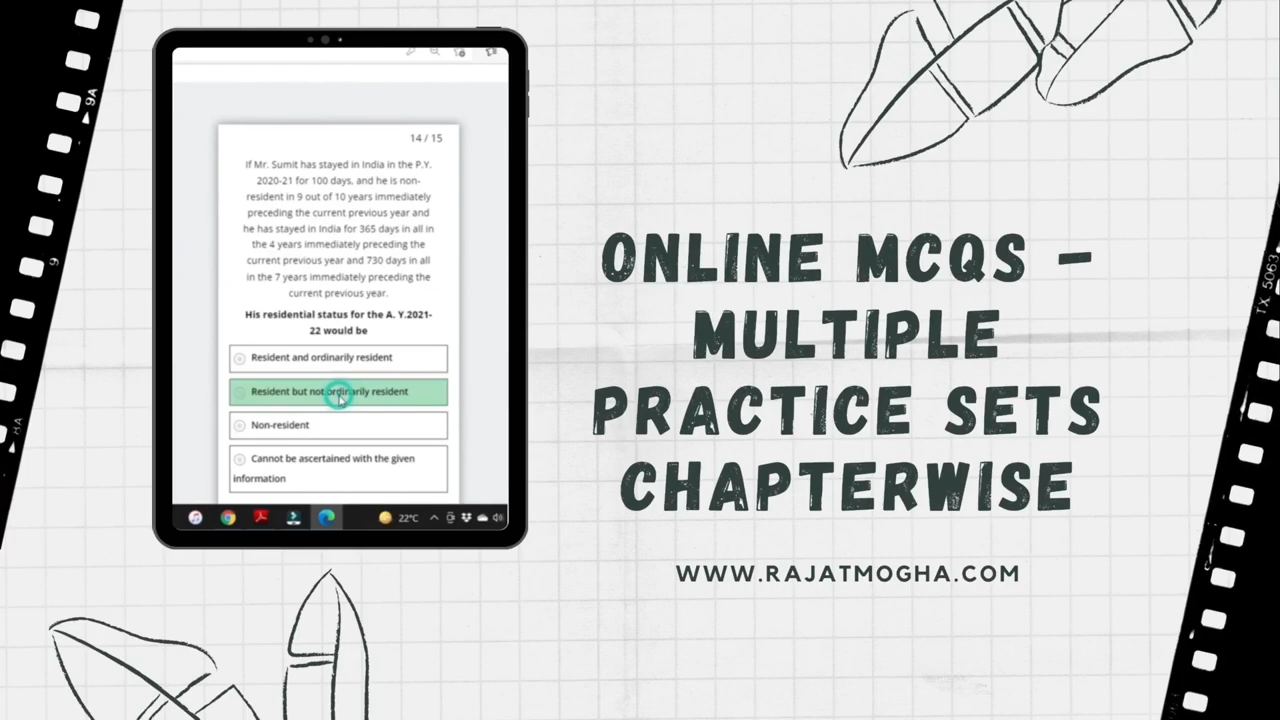 14 / 15
If Mr. Sumit has stayed in India in the P.Y.
2020-21 for 100 days, and he is non-
resident in 9 out of 10 years immediately
preceding the current previous year and
he has stayed in India for 365 days in all in
the 4 years immediately preceding the
current previous year and 730 days in all
in the 7 years immediately preceding the
current previous year.
His residential status for the A. Y.2021-
22 would be
Resident and ordinarily resident
Resident but not ordinarily resident
Non-resident
Cannot be ascertained with the given
information
22°C
ONLINE MCQS –
MULTIPLE
PRACTICE SETS
CHAPTERWISE
WWW.RAJATMOGHA.COM
9A
9
8A
TX 5063